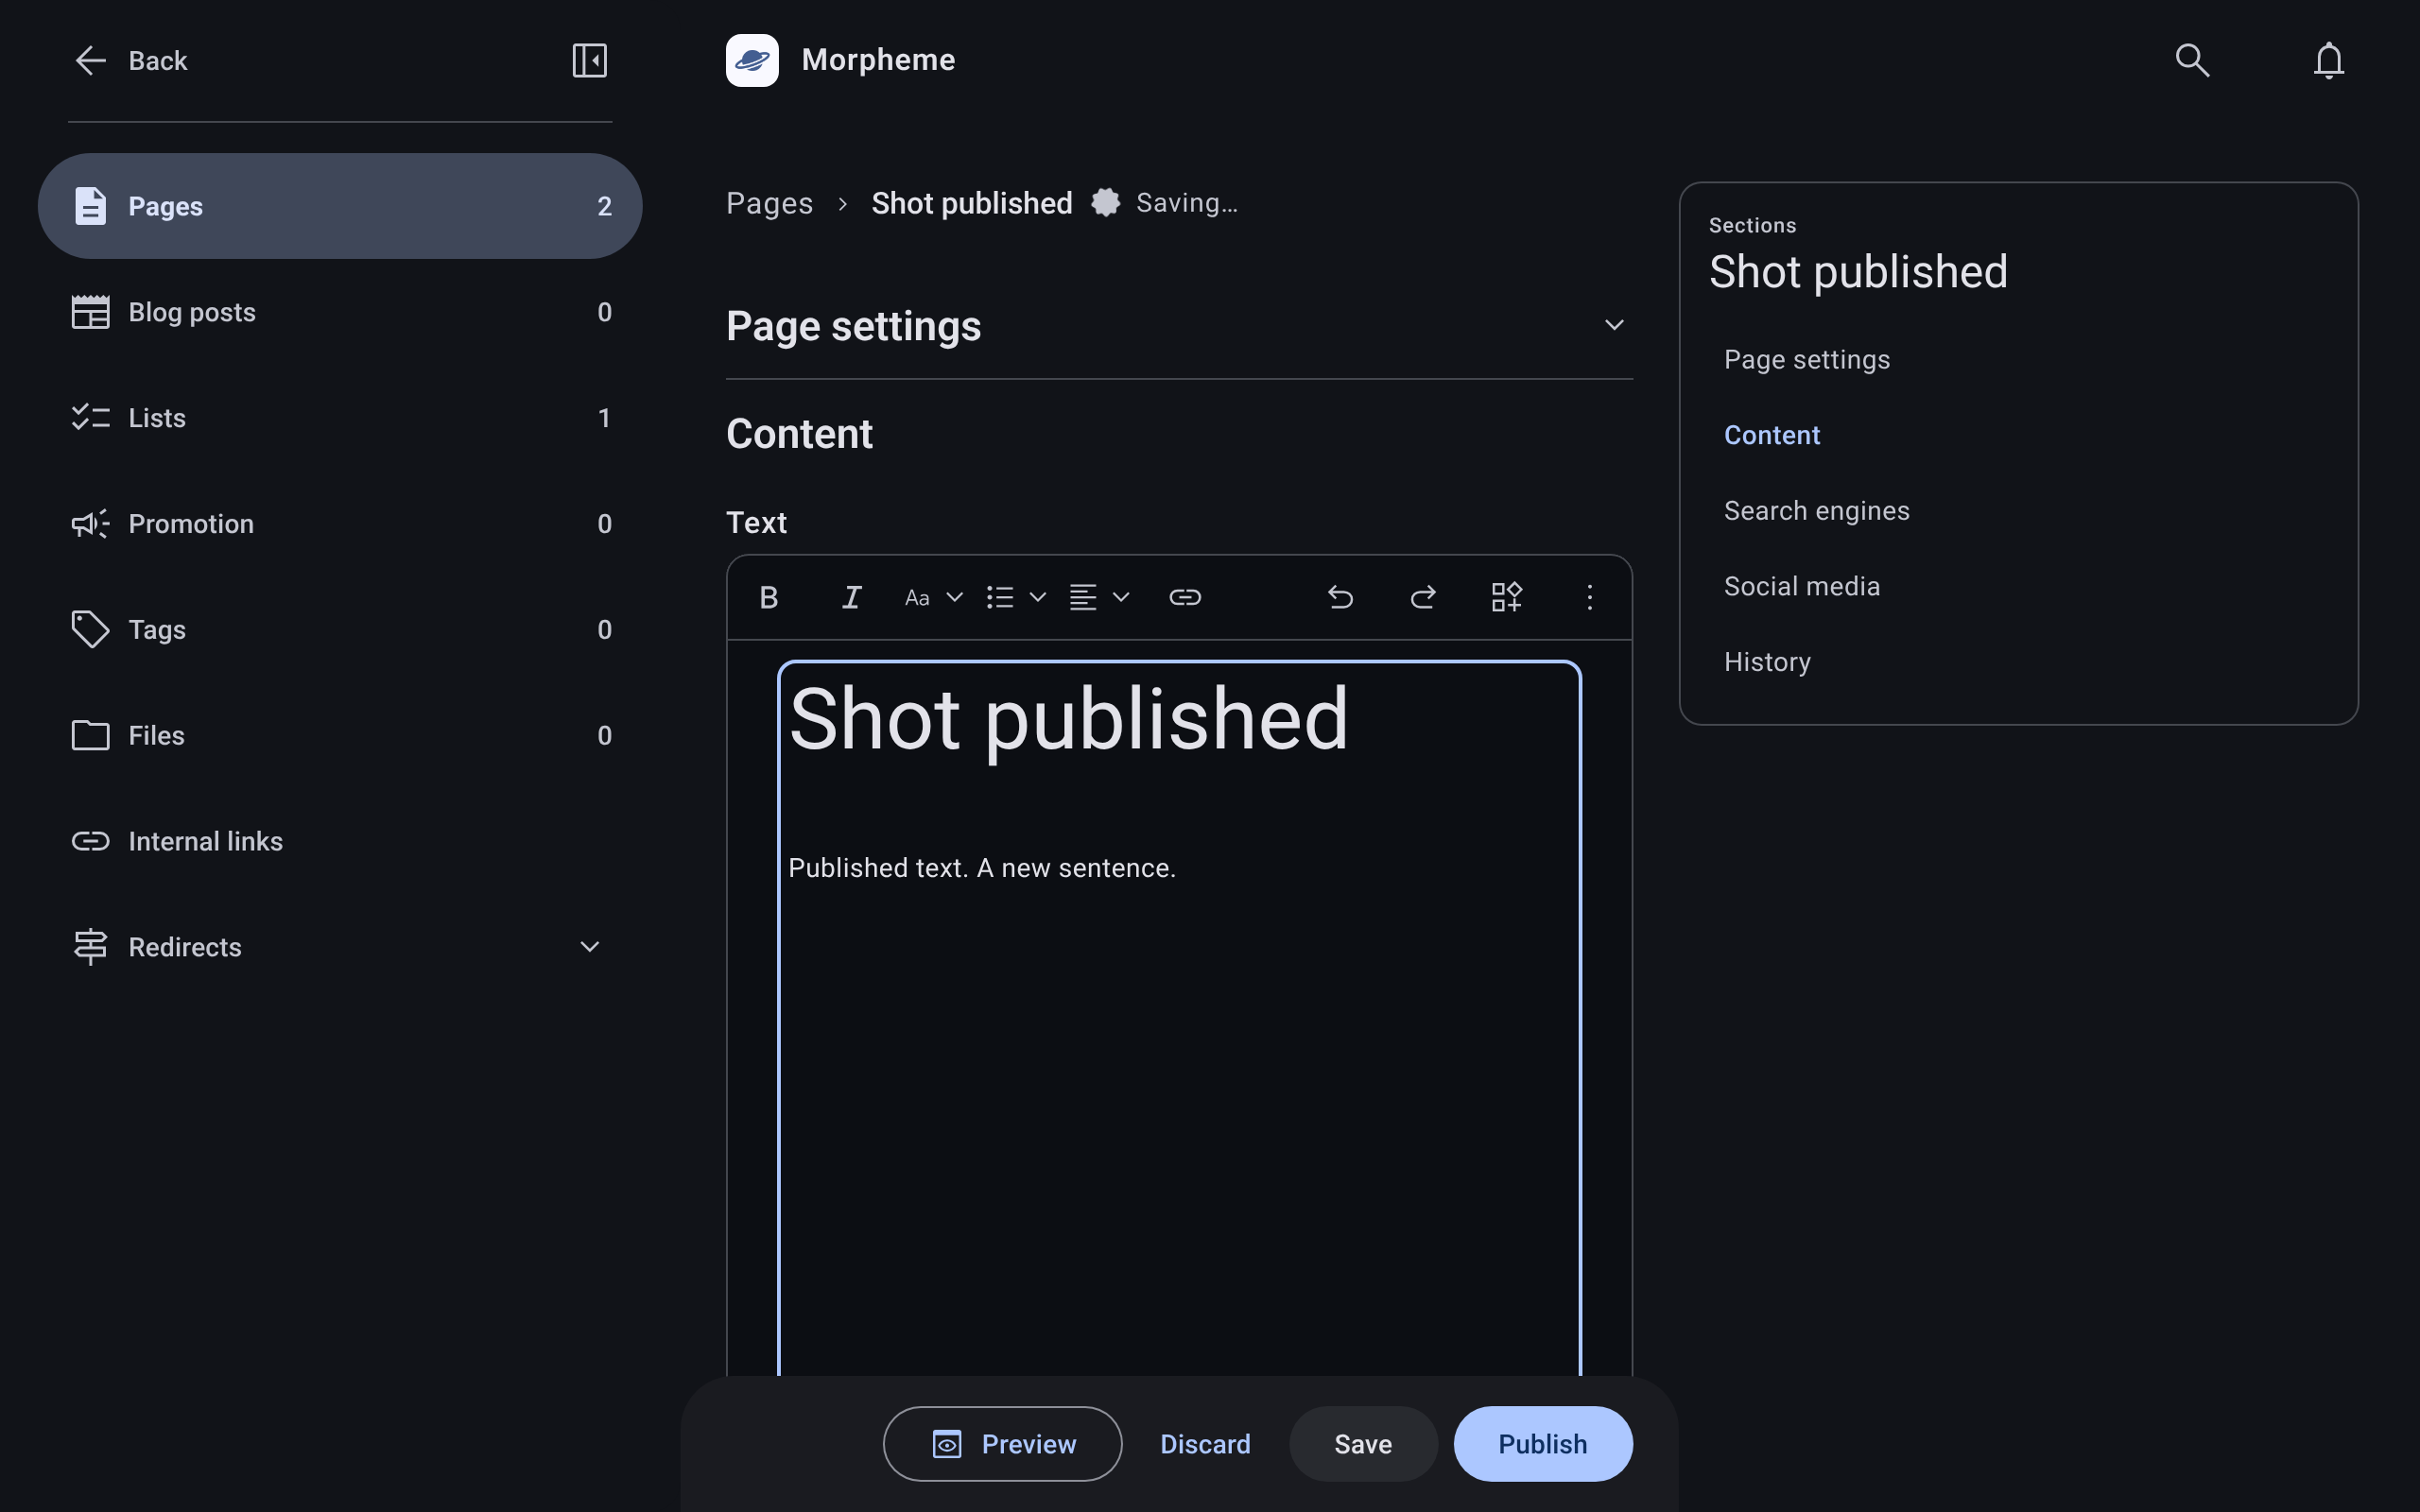 Back
Morpheme
Pages 2
Blog posts 0
Lists 1
Promotion 0
Tags 0
Files 0
Internal links
Redirects
Pages › Shot published Saving…
Page settings
Content
Text
B I Aa
Shot published
Published text. A new sentence.
Preview Discard Save Publish
Sections
Shot published
Page settings
Content
Search engines
Social media
History